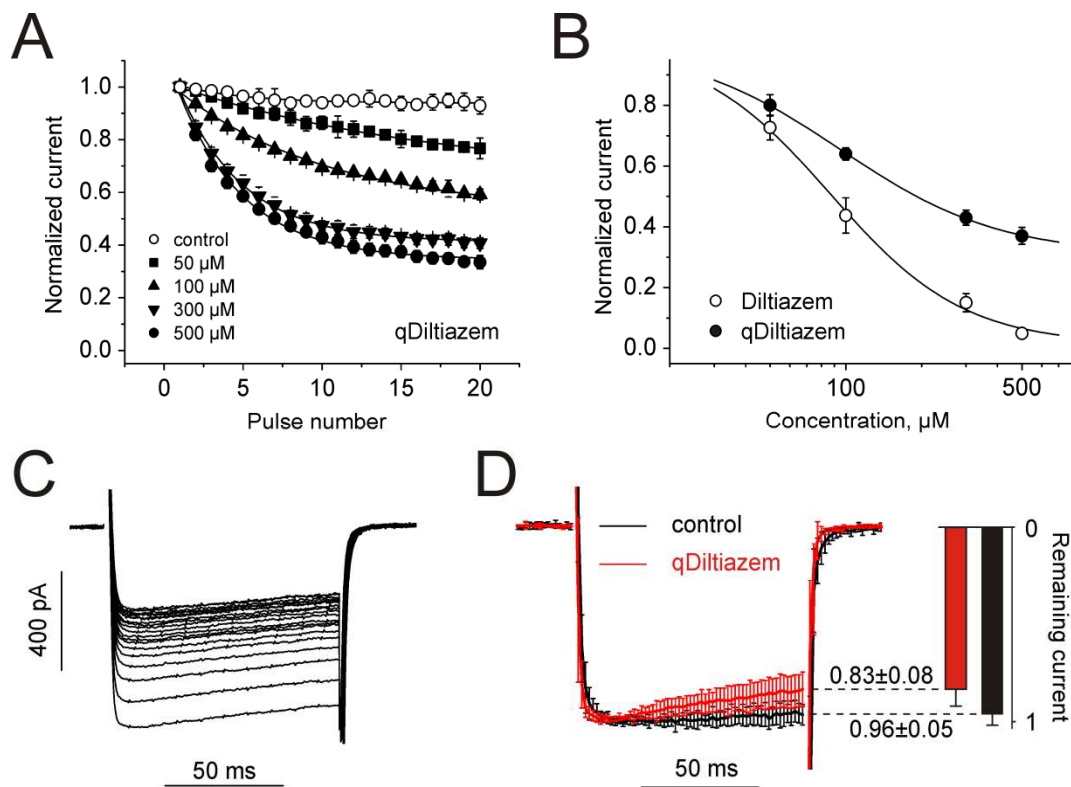 A
Normalized current
1.0
0.8
0.6
0.4
0.2
0.0
control
50 µM
100 µM
300 µM
500 µM
qDiltiazem
0 5 10 15 20
Pulse number
B
Normalized current
0.8
0.6
0.4
0.2
0.0
Diltiazem
qDiltiazem
100 500
Concentration, µM
C
400 pA
50 ms
D
control
qDiltiazem
0.83±0.08
0.96±0.05
50 ms
0
1
Remaining current